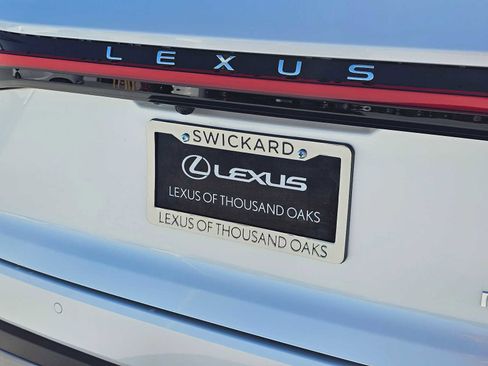 LEXUS
SWICKARD
LEXUS
LEXUS OF THOUSAND OAKS
LEXUS OF THOUSAND OAKS